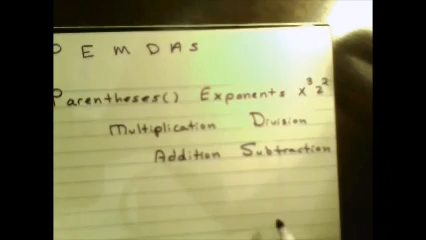 P E M D A S
Parentheses() Exponents x³ 2²
Multiplication Division
Addition Subtraction